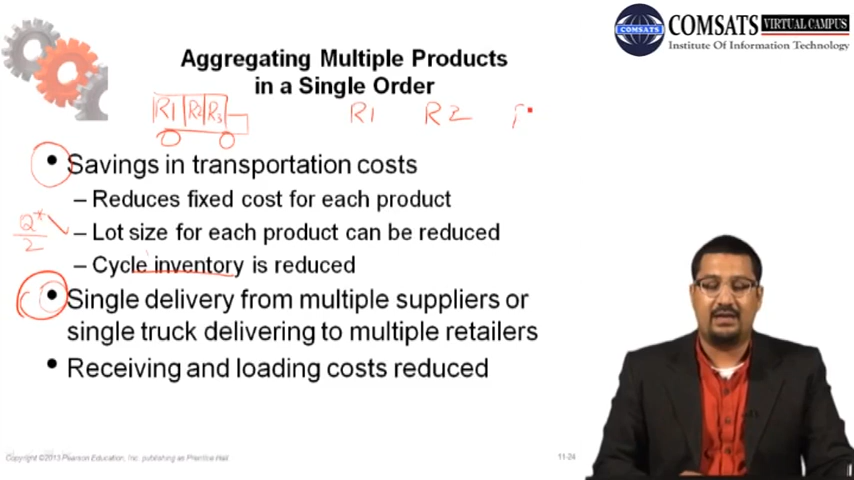 COMSATS VIRTUAL CAMPUS
COMSATS
Institute Of Information Technology
Aggregating Multiple Products
in a Single Order
R1 R2 R3 R1 R2
• Savings in transportation costs
– Reduces fixed cost for each product
Q*
2
– Lot size for each product can be reduced
– Cycle inventory is reduced
• Single delivery from multiple suppliers or
single truck delivering to multiple retailers
• Receiving and loading costs reduced
Copyright ©2013 Pearson Education, Inc. publishing as Prentice Hall.
11-24